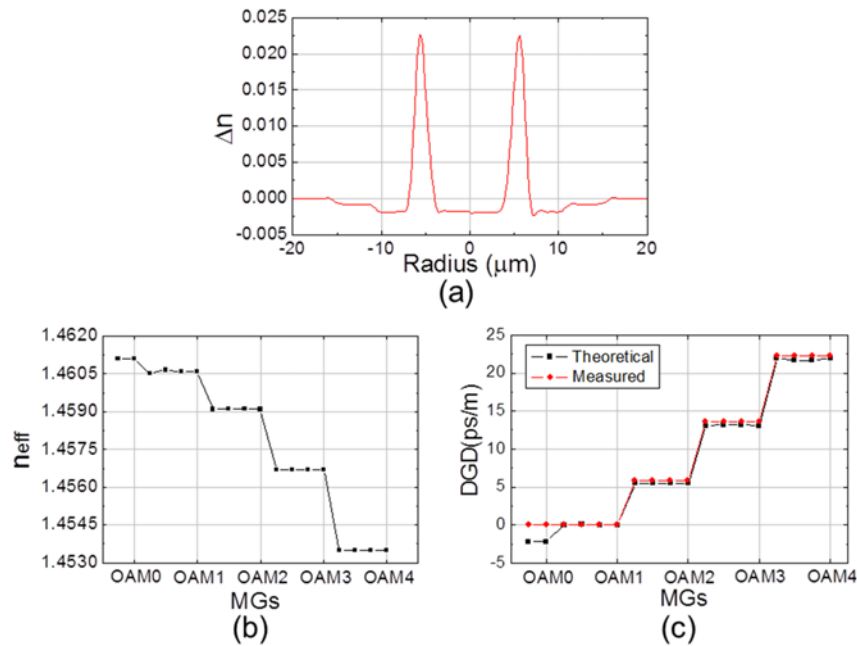 0.025
0.020
0.015
0.010
0.005
0.000
-0.005
Δn
-20 -10 0 10 20
Radius (μm)
(a)
1.4620
1.4605
1.4590
1.4575
1.4560
1.4545
1.4530
neff
OAM0 OAM1 OAM2 OAM3 OAM4
MGs
(b)
25
20
15
10
5
0
-5
DGD(ps/m)
Theoretical
Measured
OAM0 OAM1 OAM2 OAM3 OAM4
MGs
(c)